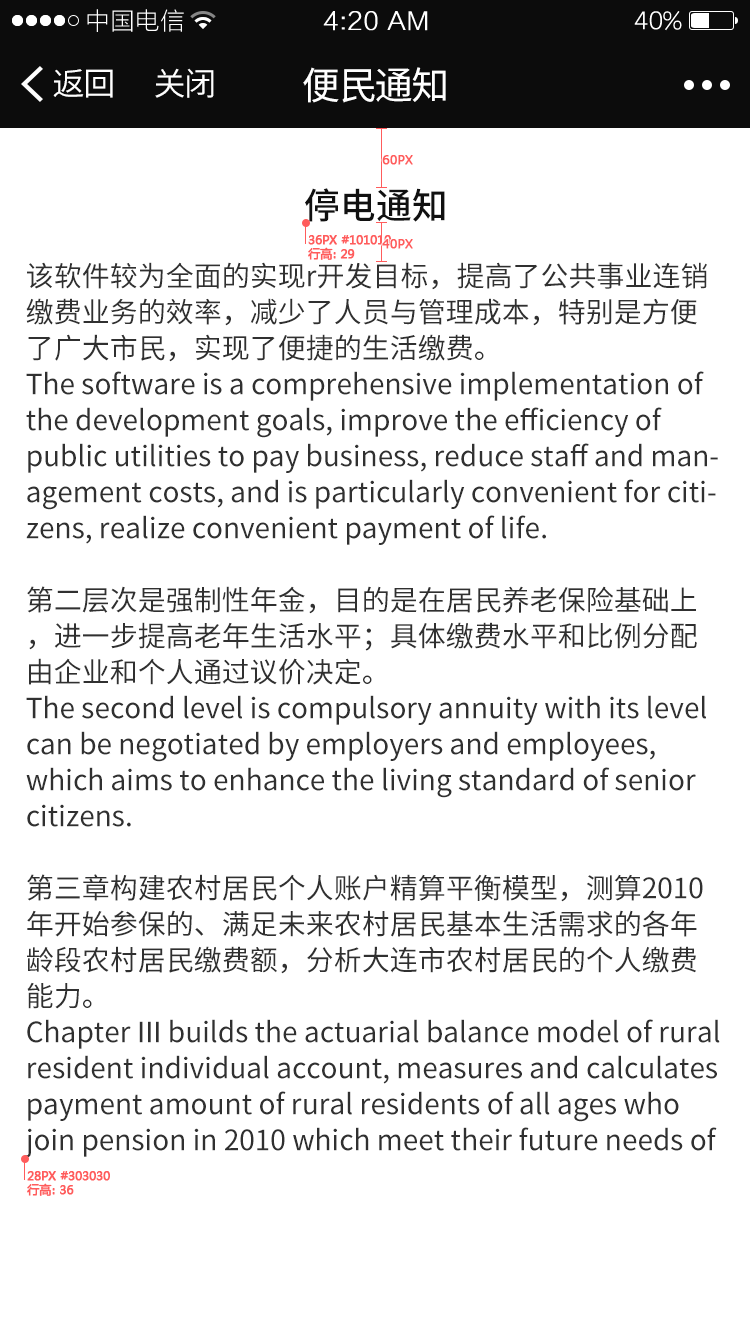 中国电信 4:20 AM 40%
返回 关闭 便民通知
60PX
停电通知
36PX #101010
40PX
行高: 29
该软件较为全面的实现r开发目标，提高了公共事业连销
缴费业务的效率，减少了人员与管理成本，特别是方便
了广大市民，实现了便捷的生活缴费。
The software is a comprehensive implementation of
the development goals, improve the efficiency of
public utilities to pay business, reduce staff and man-
agement costs, and is particularly convenient for citi-
zens, realize convenient payment of life.
第二层次是强制性年金，目的是在居民养老保险基础上
，进一步提高老年生活水平；具体缴费水平和比例分配
由企业和个人通过议价决定。
The second level is compulsory annuity with its level
can be negotiated by employers and employees,
which aims to enhance the living standard of senior
citizens.
第三章构建农村居民个人账户精算平衡模型，测算2010
年开始参保的、满足未来农村居民基本生活需求的各年
龄段农村居民缴费额，分析大连市农村居民的个人缴费
能力。
Chapter III builds the actuarial balance model of rural
resident individual account, measures and calculates
payment amount of rural residents of all ages who
join pension in 2010 which meet their future needs of
28PX #303030
行高: 36